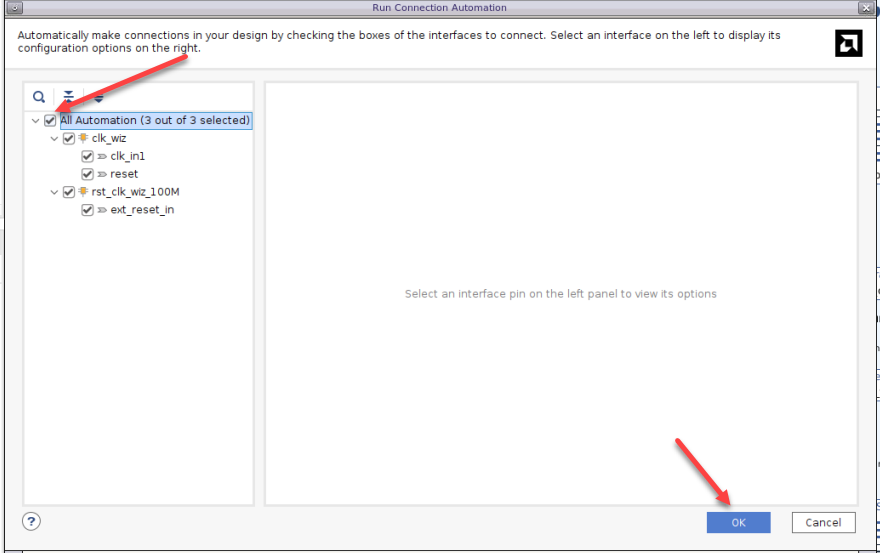 Run Connection Automation
Automatically make connections in your design by checking the boxes of the interfaces to connect. Select an interface on the left to display its
configuration options on the right.
All Automation (3 out of 3 selected)
clk_wiz
clk_in1
reset
rst_clk_wiz_100M
ext_reset_in
Select an interface pin on the left panel to view its options
?
OK
Cancel